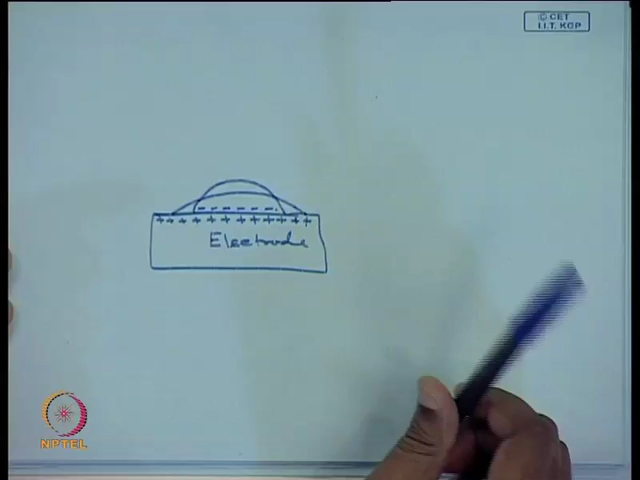 © CET
I.I.T. KGP
- - - - - - - -
+ + + + + + + + + + +
Electrode
NPTEL